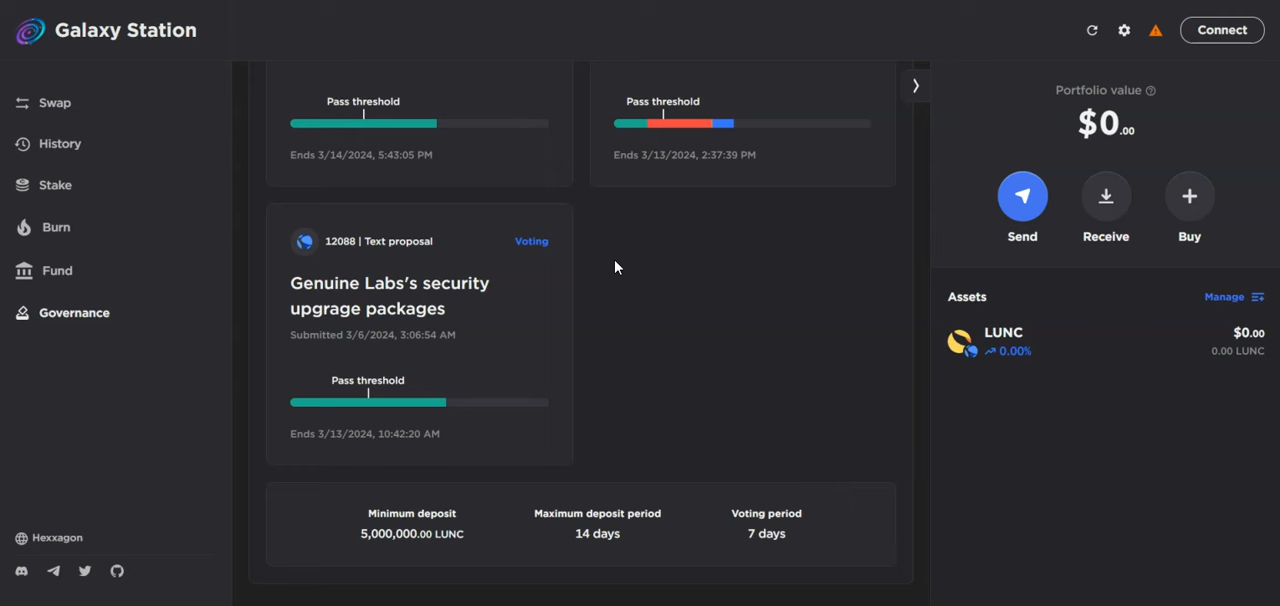 Galaxy Station
Connect
Swap
History
Stake
Burn
Fund
Governance
Hexxagon
Pass threshold
Ends 3/14/2024, 5:43:05 PM
Pass threshold
Ends 3/13/2024, 2:37:39 PM
12088 | Text proposal
Voting
Genuine Labs's security
upgrage packages
Submitted 3/6/2024, 3:06:54 AM
Pass threshold
Ends 3/13/2024, 10:42:20 AM
Minimum deposit
5,000,000.00 LUNC
Maximum deposit period
14 days
Voting period
7 days
Portfolio value
$0.00
Send
Receive
Buy
Assets
Manage
LUNC
$0.00
0.00%
0.00 LUNC